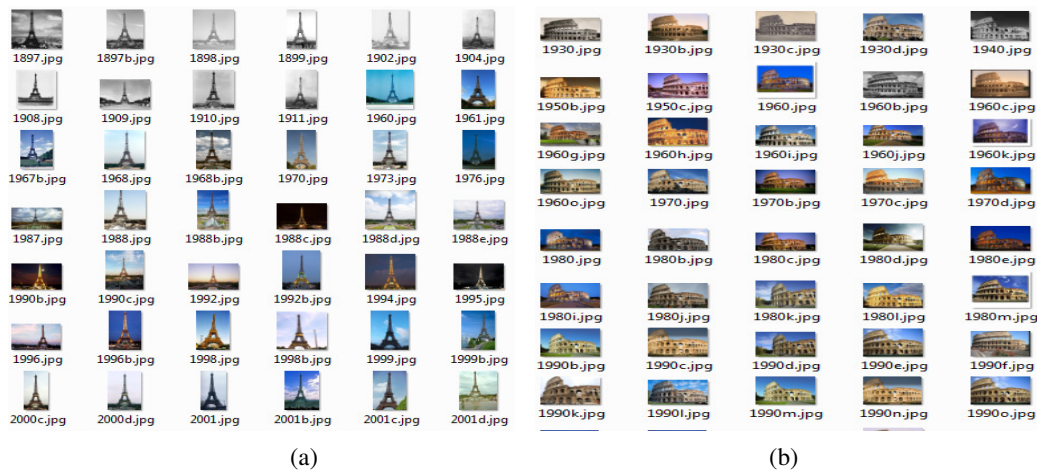 1897.jpg 1897b.jpg 1898.jpg 1899.jpg 1902.jpg 1904.jpg
1908.jpg 1909.jpg 1910.jpg 1911.jpg 1960.jpg 1961.jpg
1967b.jpg 1968.jpg 1968b.jpg 1970.jpg 1973.jpg 1976.jpg
1987.jpg 1988.jpg 1988b.jpg 1988c.jpg 1988d.jpg 1988e.jpg
1990b.jpg 1990c.jpg 1992.jpg 1992b.jpg 1994.jpg 1995.jpg
1996.jpg 1996b.jpg 1998.jpg 1998b.jpg 1999.jpg 1999b.jpg
2000c.jpg 2000d.jpg 2001.jpg 2001b.jpg 2001c.jpg 2001d.jpg
(a)
1930.jpg 1930b.jpg 1930c.jpg 1930d.jpg 1940.jpg
1950b.jpg 1950c.jpg 1960.jpg 1960b.jpg 1960c.jpg
1960g.jpg 1960h.jpg 1960i.jpg 1960j.jpg 1960k.jpg
1960o.jpg 1970.jpg 1970b.jpg 1970c.jpg 1970d.jpg
1980.jpg 1980b.jpg 1980c.jpg 1980d.jpg 1980e.jpg
1980i.jpg 1980j.jpg 1980k.jpg 1980l.jpg 1980m.jpg
1990b.jpg 1990c.jpg 1990d.jpg 1990e.jpg 1990f.jpg
1990k.jpg 1990l.jpg 1990m.jpg 1990n.jpg 1990o.jpg
(b)